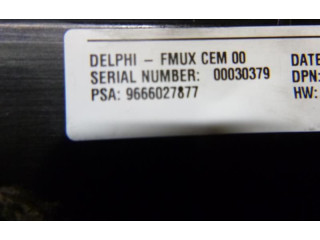 DELPHI - FMUX CEM 00 DATE
SERIAL NUMBER: 00030379 DPN:
PSA: 9666027877 HW: